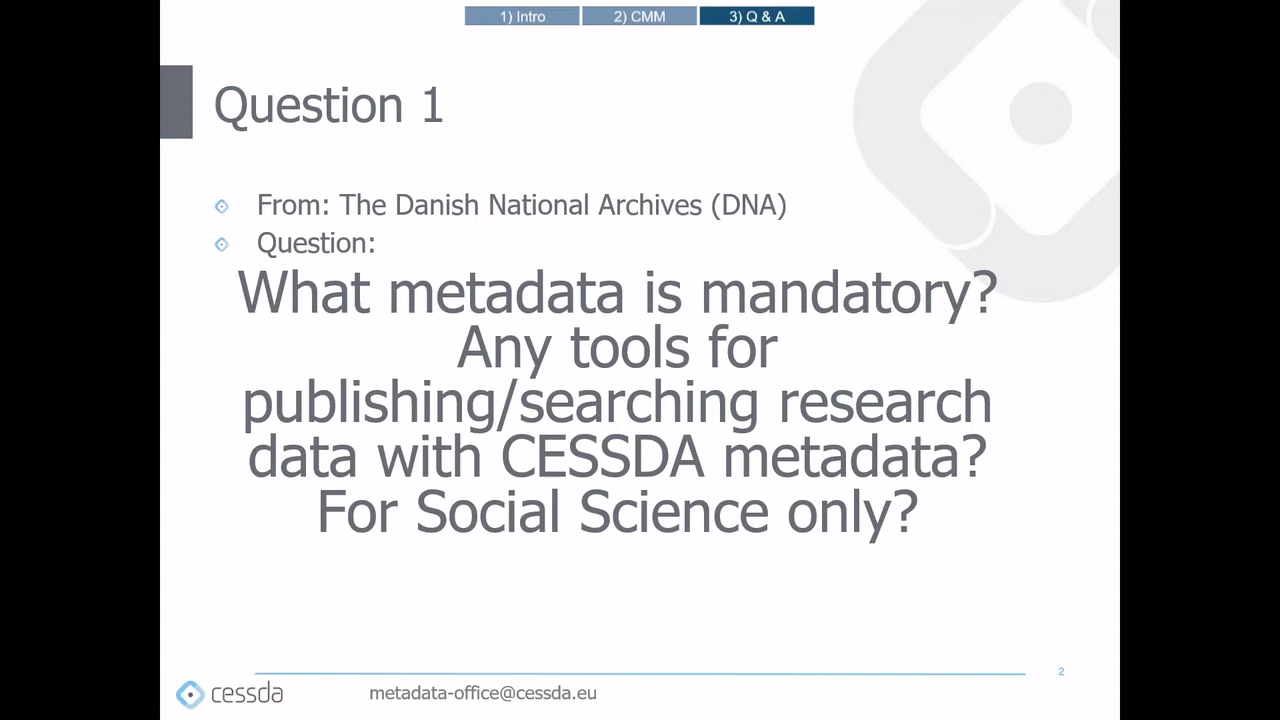 1) Intro
2) CMM
3) Q & A
Question 1
From: The Danish National Archives (DNA)
Question:
What metadata is mandatory?
Any tools for
publishing/searching research
data with CESSDA metadata?
For Social Science only?
2
cessda
metadata-office@cessda.eu